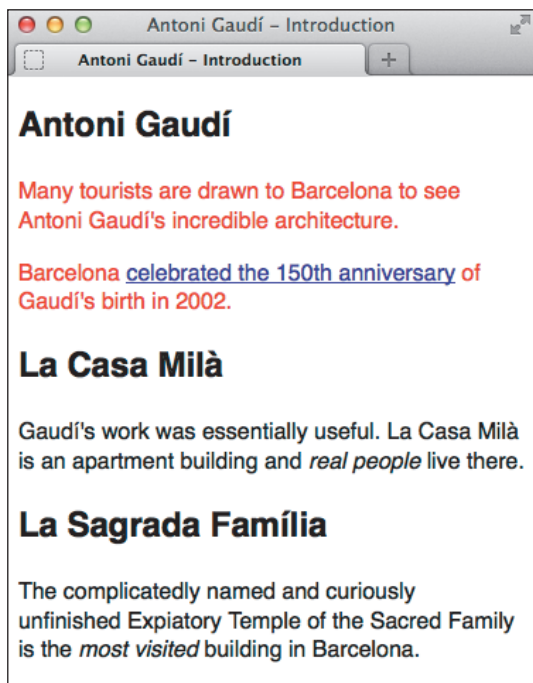 Antoni Gaudí – Introduction
Antoni Gaudí – Introduction
Antoni Gaudí
Many tourists are drawn to Barcelona to see
Antoni Gaudí's incredible architecture.
Barcelona celebrated the 150th anniversary of
Gaudí's birth in 2002.
La Casa Milà
Gaudí's work was essentially useful. La Casa Milà
is an apartment building and real people live there.
La Sagrada Família
The complicatedly named and curiously
unfinished Expiatory Temple of the Sacred Family
is the most visited building in Barcelona.